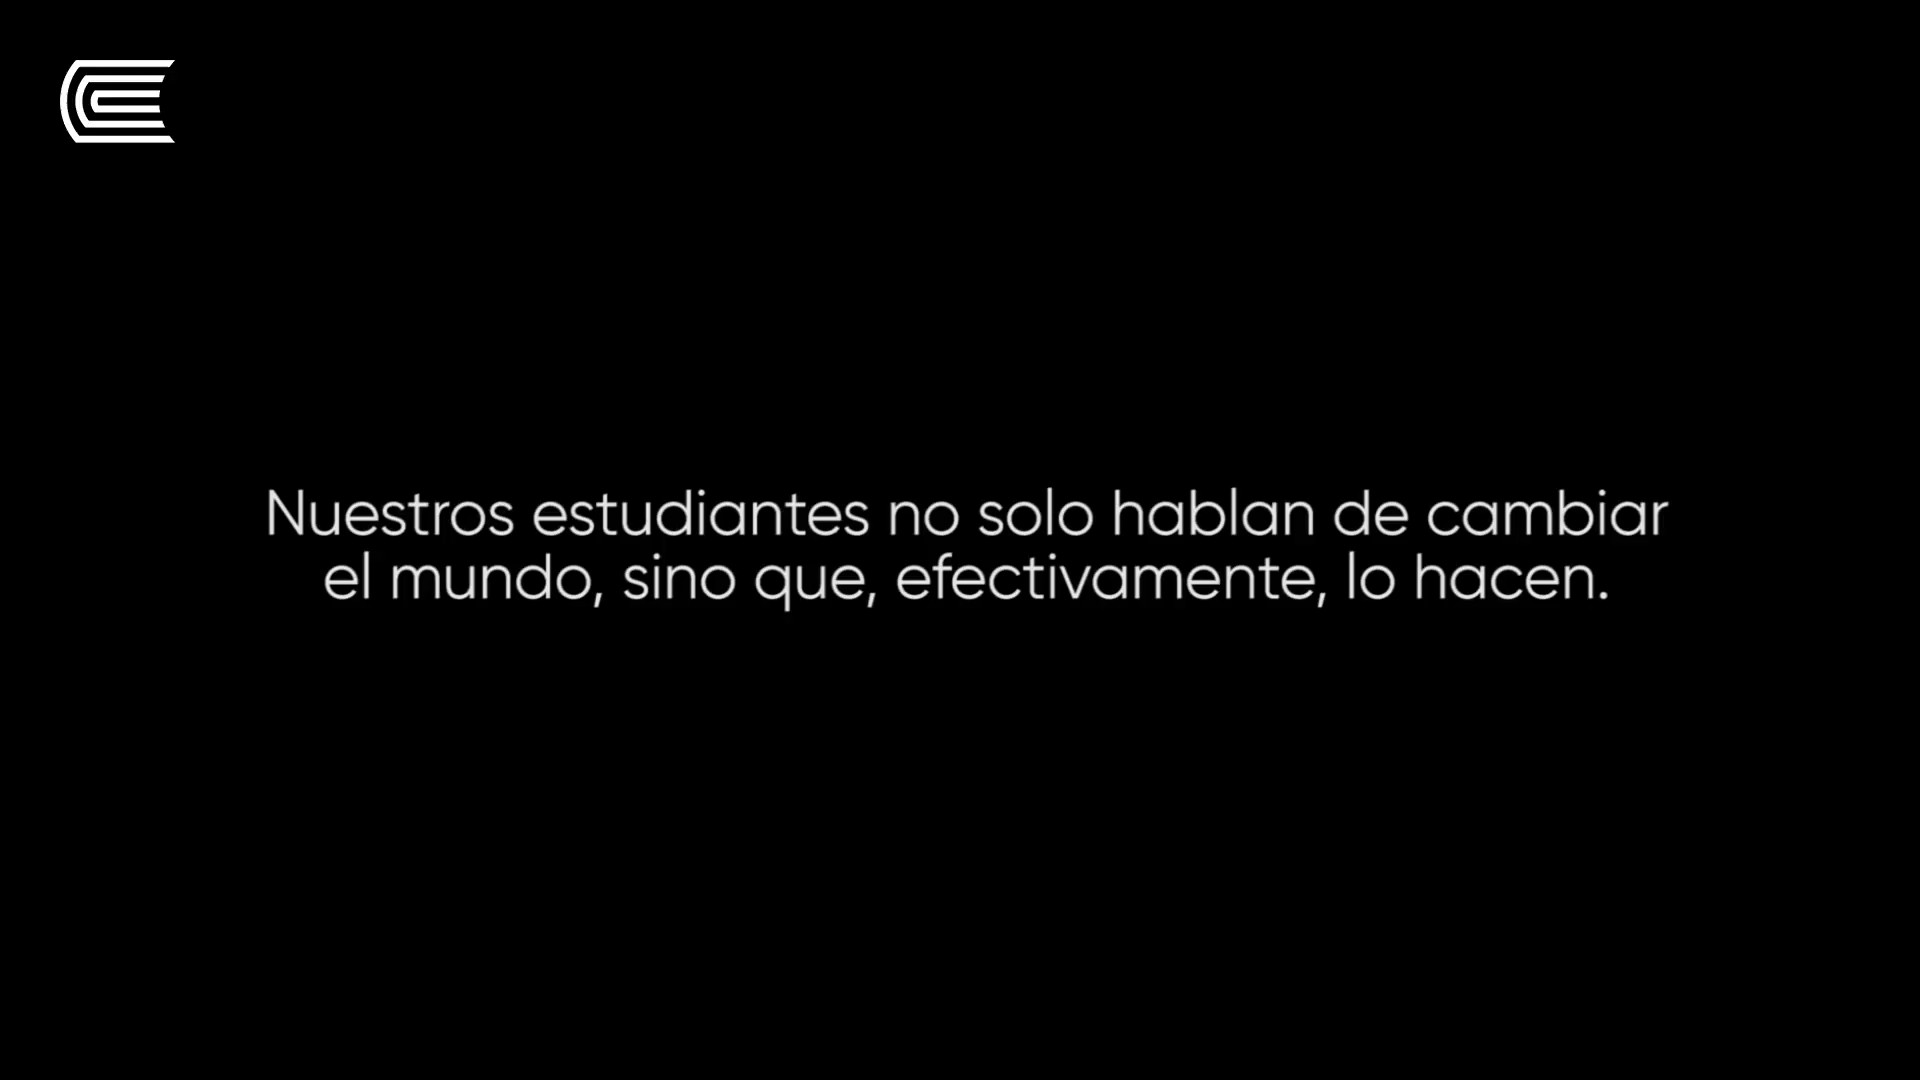 Nuestros estudiantes no solo hablan de cambiar
el mundo, sino que, efectivamente, lo hacen.